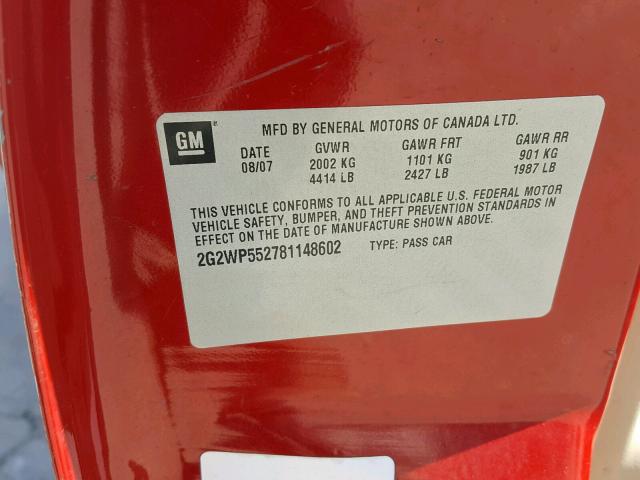 GM
MFD BY GENERAL MOTORS OF CANADA LTD.
DATE GVWR GAWR FRT GAWR RR
08/07 2002 KG 1101 KG 901 KG
4414 LB 2427 LB 1987 LB
THIS VEHICLE CONFORMS TO ALL APPLICABLE U.S. FEDERAL MOTOR
VEHICLE SAFETY, BUMPER, AND THEFT PREVENTION STANDARDS IN
EFFECT ON THE DATE OF MANUFACTURE SHOWN ABOVE.
2G2WP552781148602 TYPE: PASS CAR